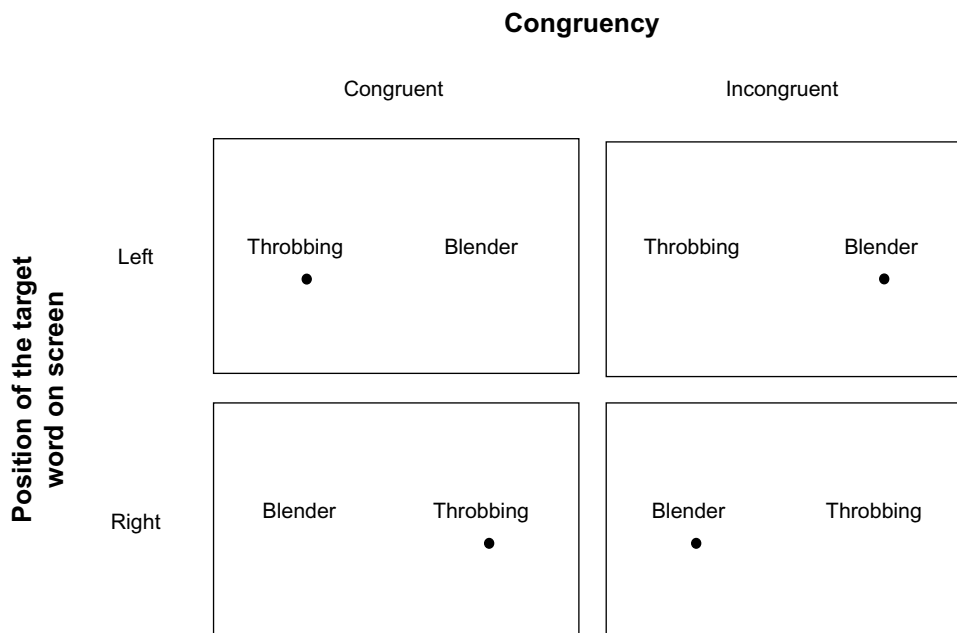 Congruency
Congruent Incongruent
Position of the target
word on screen
Left
Throbbing Blender
Throbbing Blender
Right
Blender Throbbing
Blender Throbbing